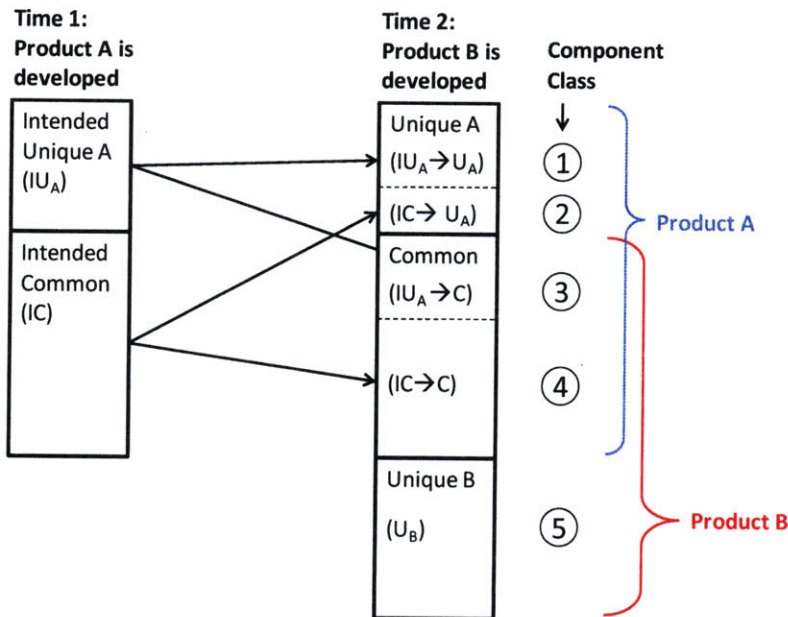 Time 1:
Product A is
developed
Time 2:
Product B is
developed
Component
Class
Intended
Unique A
(IU_A)
Intended
Common
(IC)
Unique A
(IU_A→U_A)
(IC→ U_A)
Common
(IU_A→C)
(IC→C)
Unique B
(U_B)
1
2
3
4
5
Product A
Product B